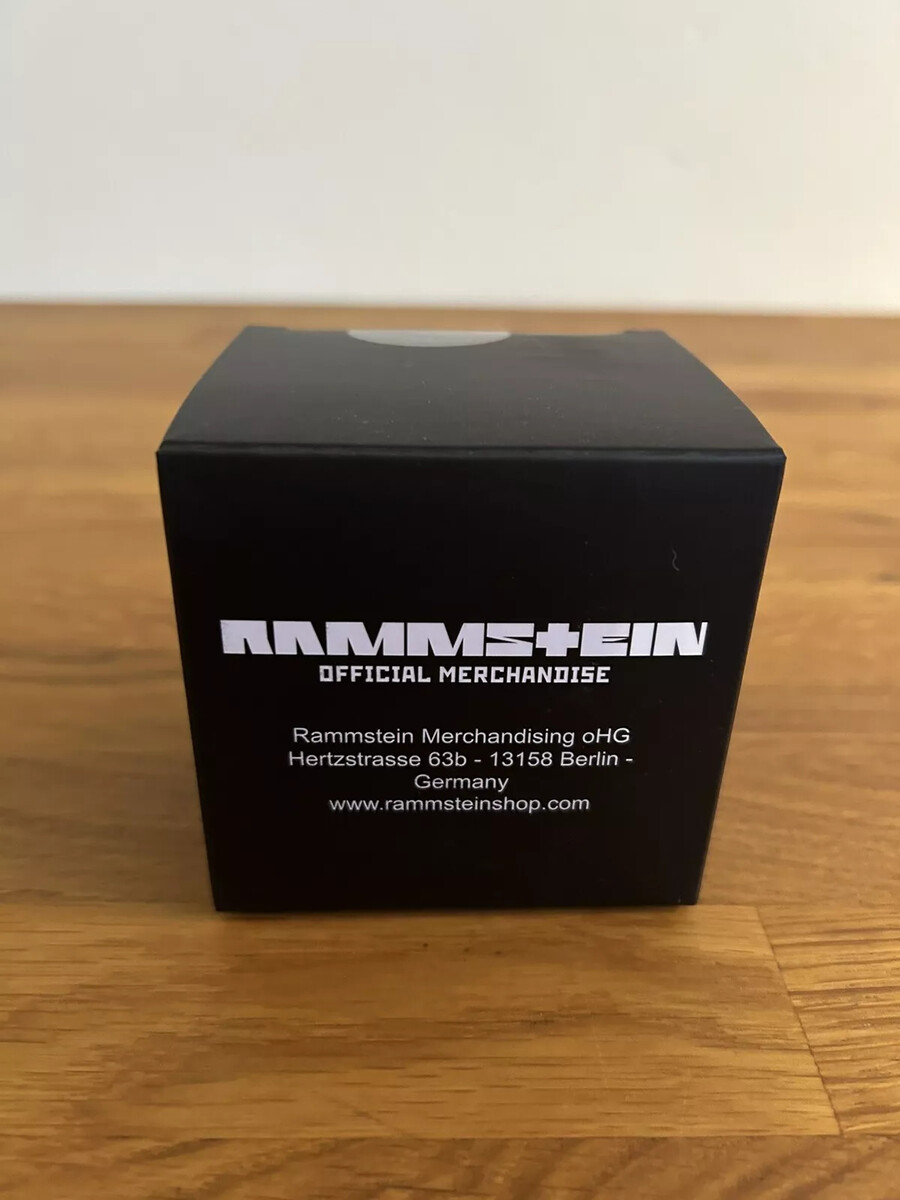 RAMMSTEIN
OFFICIAL MERCHANDISE
Rammstein Merchandising oHG
Hertzstrasse 63b - 13158 Berlin -
Germany
www.rammsteinshop.com